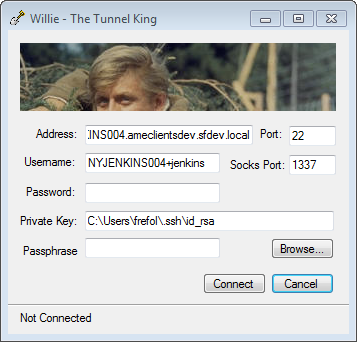 Willie - The Tunnel King
Address: INS004.ameclientsdev.sfdev.local Port: 22
Username: NYJENKINS004+jenkins Socks Port: 1337
Password:
Private Key: C:\Users\frefol\.ssh\id_rsa
Passphrase
Browse...
Connect Cancel
Not Connected